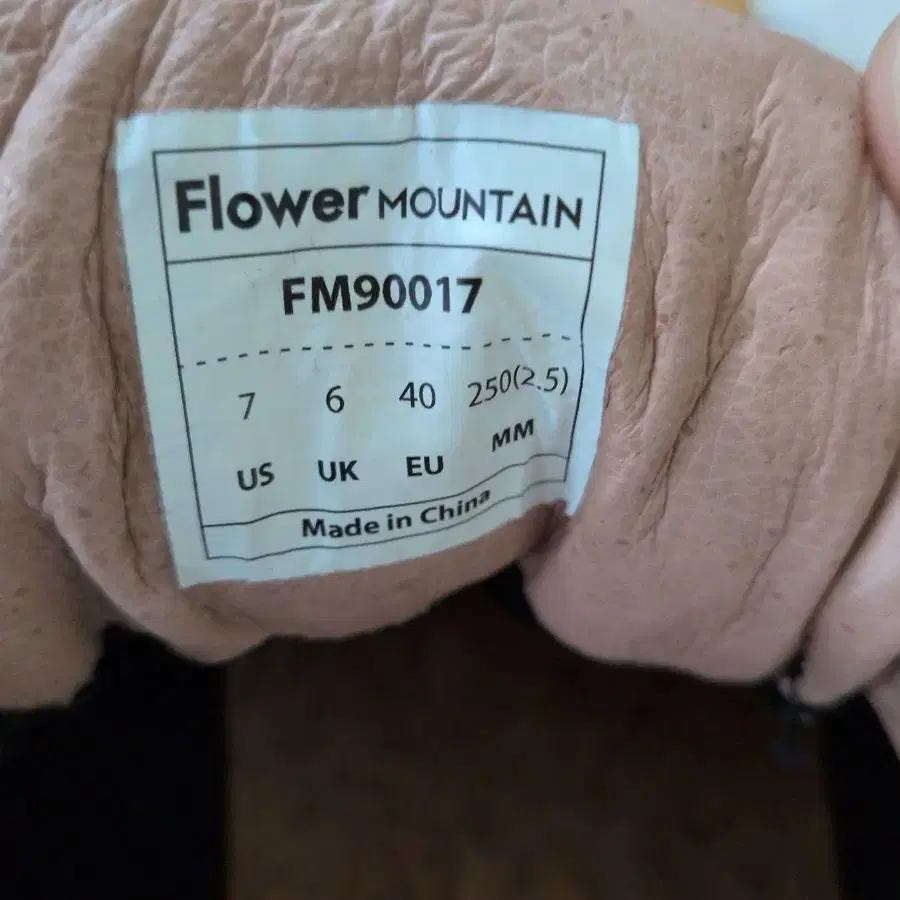 Flower MOUNTAIN
FM90017
7 6 40 250(2.5)
US UK EU MM
Made in China